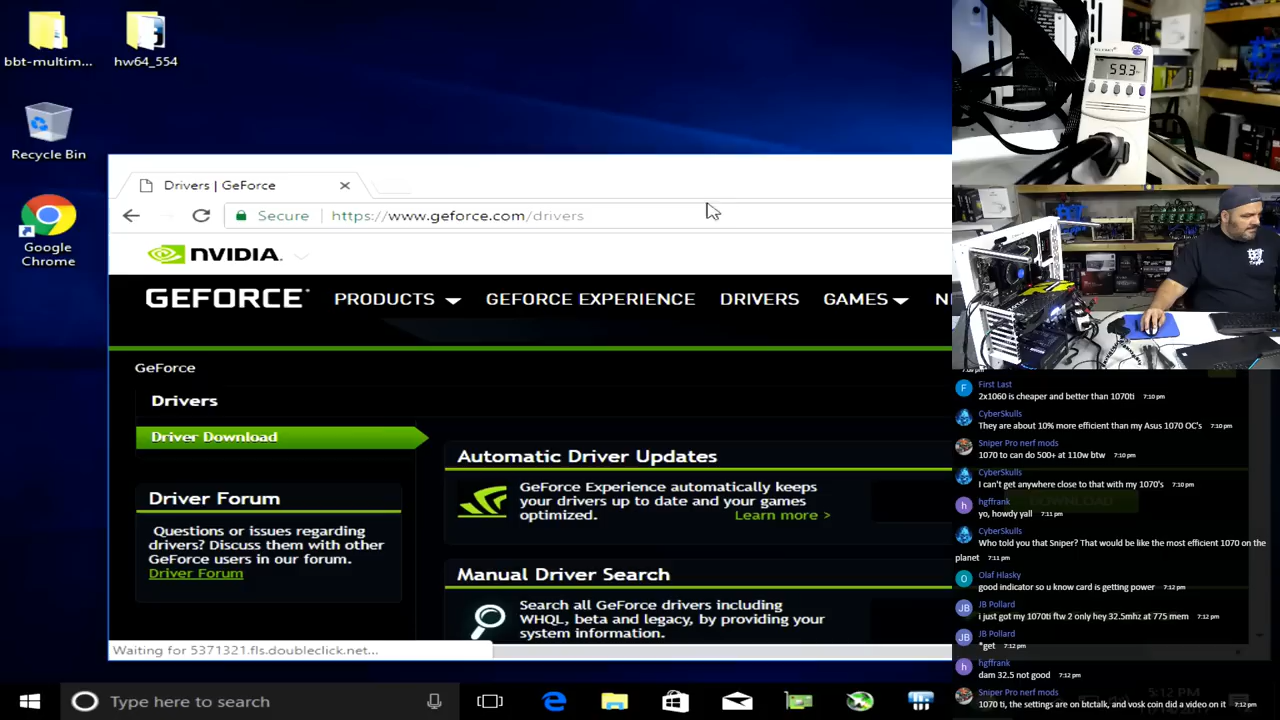 bbt-multim...
hw64_554
Recycle Bin
Google
Chrome
Drivers | GeForce
Secure
https://www.geforce.com/drivers
NVIDIA.
GEFORCE
PRODUCTS
GEFORCE EXPERIENCE
DRIVERS
GAMES
N
GeForce
Drivers
Driver Download
Driver Forum
Questions or issues regarding
drivers? Discuss them with other
GeForce users in our forum.
Driver Forum
Automatic Driver Updates
GeForce Experience automatically keeps
your drivers up to date and your games
optimized.
Learn more >
Manual Driver Search
Search all GeForce drivers including
WHQL, beta and legacy, by providing your
system information.
Waiting for 5371321.fls.doubleclick.net...
Type here to search
59.3
First Last
2x1060 is cheaper and better than 1070ti 7:10 pm
CyberSkulls
They are about 10% more efficient than my Asus 1070 OC's 7:10 pm
Sniper Pro nerf mods
1070 to can do 500+ at 110w btw 7:10 pm
CyberSkulls
I can't get anywhere close to that with my 1070's 7:10 pm
hgffrank
yo, howdy yall 7:11 pm
CyberSkulls
Who told you that Sniper? That would be like the most efficient 1070 on the
planet 7:11 pm
Olaf Hlasky
good indicator so u know card is getting power 7:12 pm
JB Pollard
i just got my 1070ti ftw 2 only hey 32.5mhz at 775 mem 7:12 pm
JB Pollard
*get 7:12 pm
hgffrank
dam 32.5 not good 7:12 pm
Sniper Pro nerf mods
1070 ti, the settings are on btctalk, and vosk coin did a video on it 7:12 pm
DOWNLOAD
5:12 PM